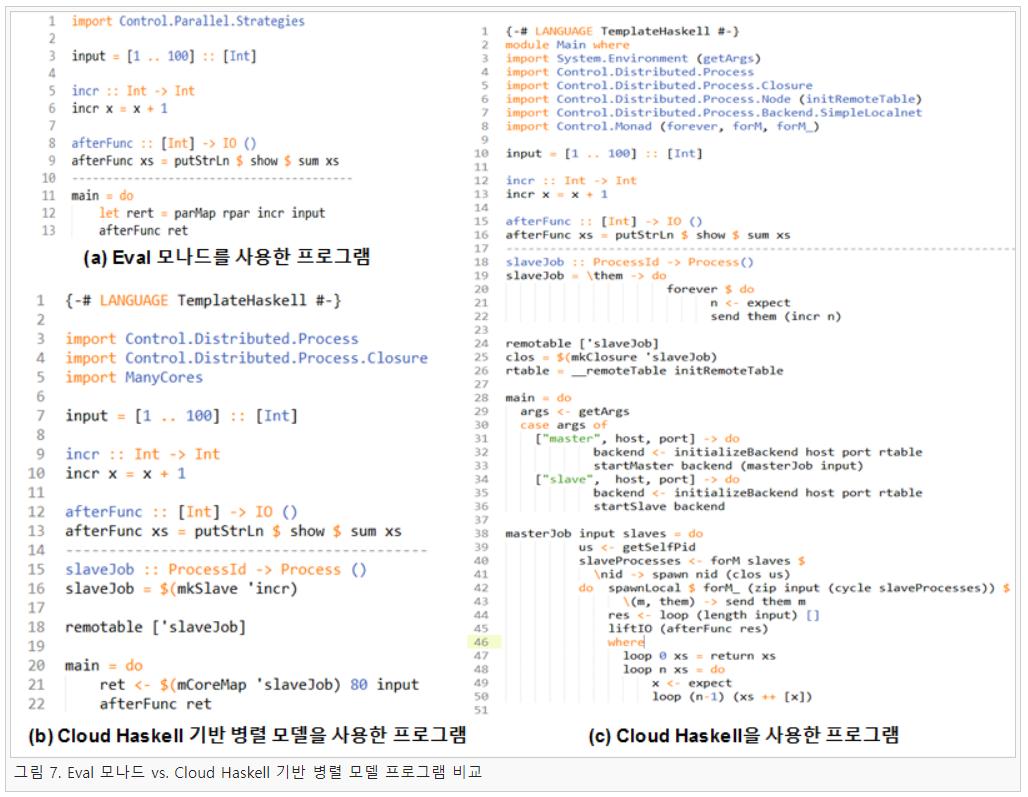 1 import Control.Parallel.Strategies
2
3 input = [1 .. 100] :: [Int]
4
5 incr :: Int -> Int
6 incr x = x + 1
7
8 afterFunc :: [Int] -> IO ()
9 afterFunc xs = putStrLn $ show $ sum xs
10 -------------------------------------
11 main = do
12     let rert = parMap rpar incr input
13     afterFunc ret
(a) Eval 모나드를 사용한 프로그램
1 {-# LANGUAGE TemplateHaskell #-}
2
3 import Control.Distributed.Process
4 import Control.Distributed.Process.Closure
5 import ManyCores
6
7 input = [1 .. 100] :: [Int]
8
9 incr :: Int -> Int
10 incr x = x + 1
11
12 afterFunc :: [Int] -> IO ()
13 afterFunc xs = putStrLn $ show $ sum xs
14 -------------------------------------
15 slaveJob :: ProcessId -> Process ()
16 slaveJob = $(mkSlave 'incr)
17
18 remotable ['slaveJob]
19
20 main = do
21     ret <- $(mCoreMap 'slaveJob) 80 input
22     afterFunc ret
(b) Cloud Haskell 기반 병렬 모델을 사용한 프로그램
1 {-# LANGUAGE TemplateHaskell #-}
2 module Main where
3 import System.Environment (getArgs)
4 import Control.Distributed.Process
5 import Control.Distributed.Process.Closure
6 import Control.Distributed.Process.Node (initRemoteTable)
7 import Control.Distributed.Process.Backend.SimpleLocalnet
8 import Control.Monad (forever, forM, forM_)
9
10 input = [1 .. 100] :: [Int]
11
12 incr :: Int -> Int
13 incr x = x + 1
14
15 afterFunc :: [Int] -> IO ()
16 afterFunc xs = putStrLn $ show $ sum xs
17 -------------------------------------
18 slaveJob :: ProcessId -> Process()
19 slaveJob = \them -> do
20                     forever $ do
21                         n <- expect
22                         send them (incr n)
23
24 remotable ['slaveJob]
25 clos = $(mkClosure 'slaveJob)
26 rtable = __remoteTable initRemoteTable
27
28 main = do
29   args <- getArgs
30   case args of
31     ["master", host, port] -> do
32             backend <- initializeBackend host port rtable
33             startMaster backend (masterJob input)
34     ["slave",  host, port] -> do
35             backend <- initializeBackend host port rtable
36             startSlave backend
37
38 masterJob input slaves = do
39           us <- getSelfPid
40           slaveProcesses <- forM slaves $
41             \nid -> spawn nid (clos us)
42           do  spawnLocal $ forM_ (zip input (cycle slaveProcesses)) $
43                 \(m, them) -> send them m
44               res <- loop (length input) []
45               liftIO (afterFunc res)
46               where
47                 loop 0 xs = return xs
48                 loop n xs = do
49                     x <- expect
50                     loop (n-1) (xs ++ [x])
51
(c) Cloud Haskell을 사용한 프로그램
그림 7. Eval 모나드 vs. Cloud Haskell 기반 병렬 모델 프로그램 비교